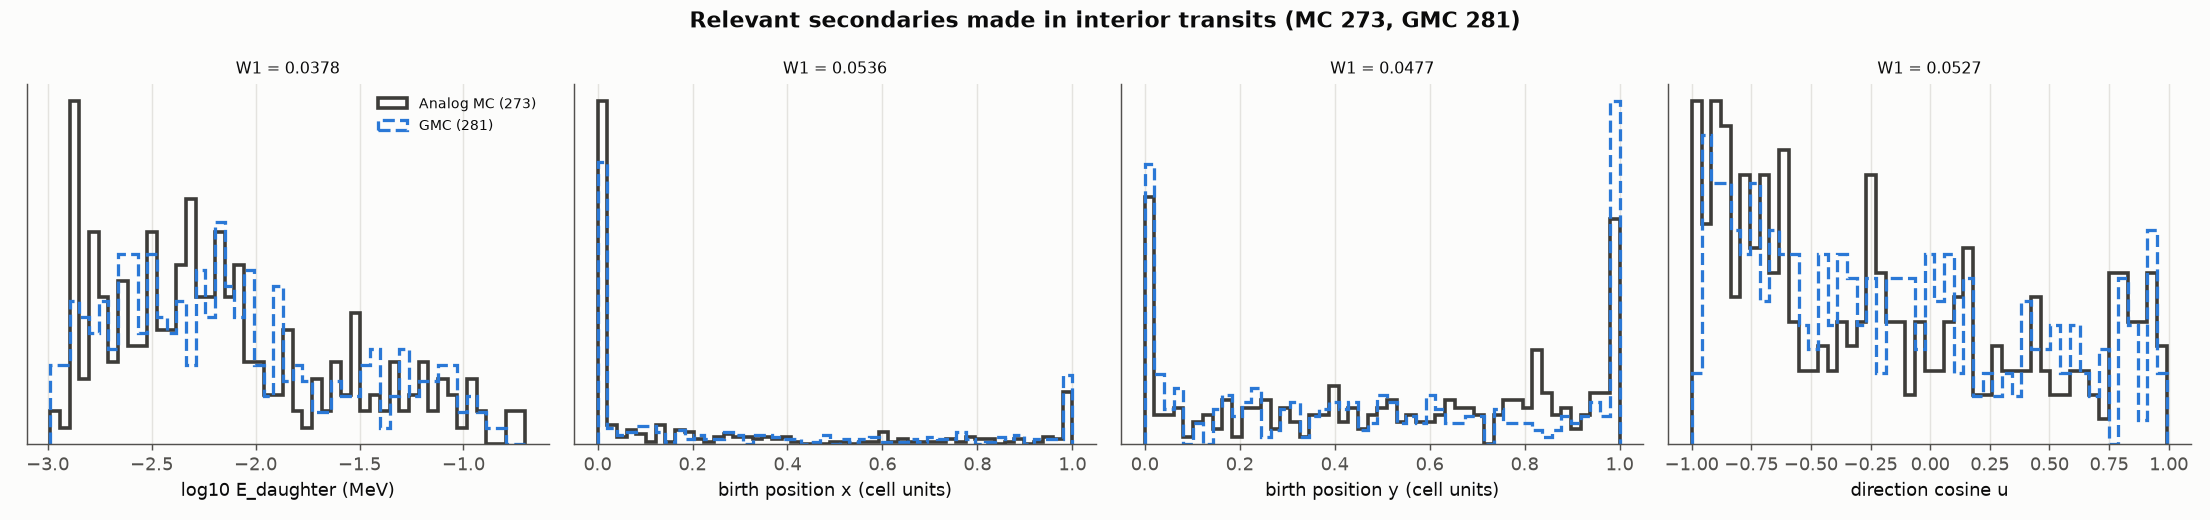 Relevant secondaries made in interior transits (MC 273, GMC 281)
W1 = 0.0378
W1 = 0.0536
W1 = 0.0477
W1 = 0.0527
Analog MC (273)
GMC (281)
−3.0 −2.5 −2.0 −1.5 −1.0
0.0 0.2 0.4 0.6 0.8 1.0
0.0 0.2 0.4 0.6 0.8 1.0
−1.00 −0.75 −0.50 −0.25 0.00 0.25 0.50 0.75 1.00
log10 E_daughter (MeV)
birth position x (cell units)
birth position y (cell units)
direction cosine u